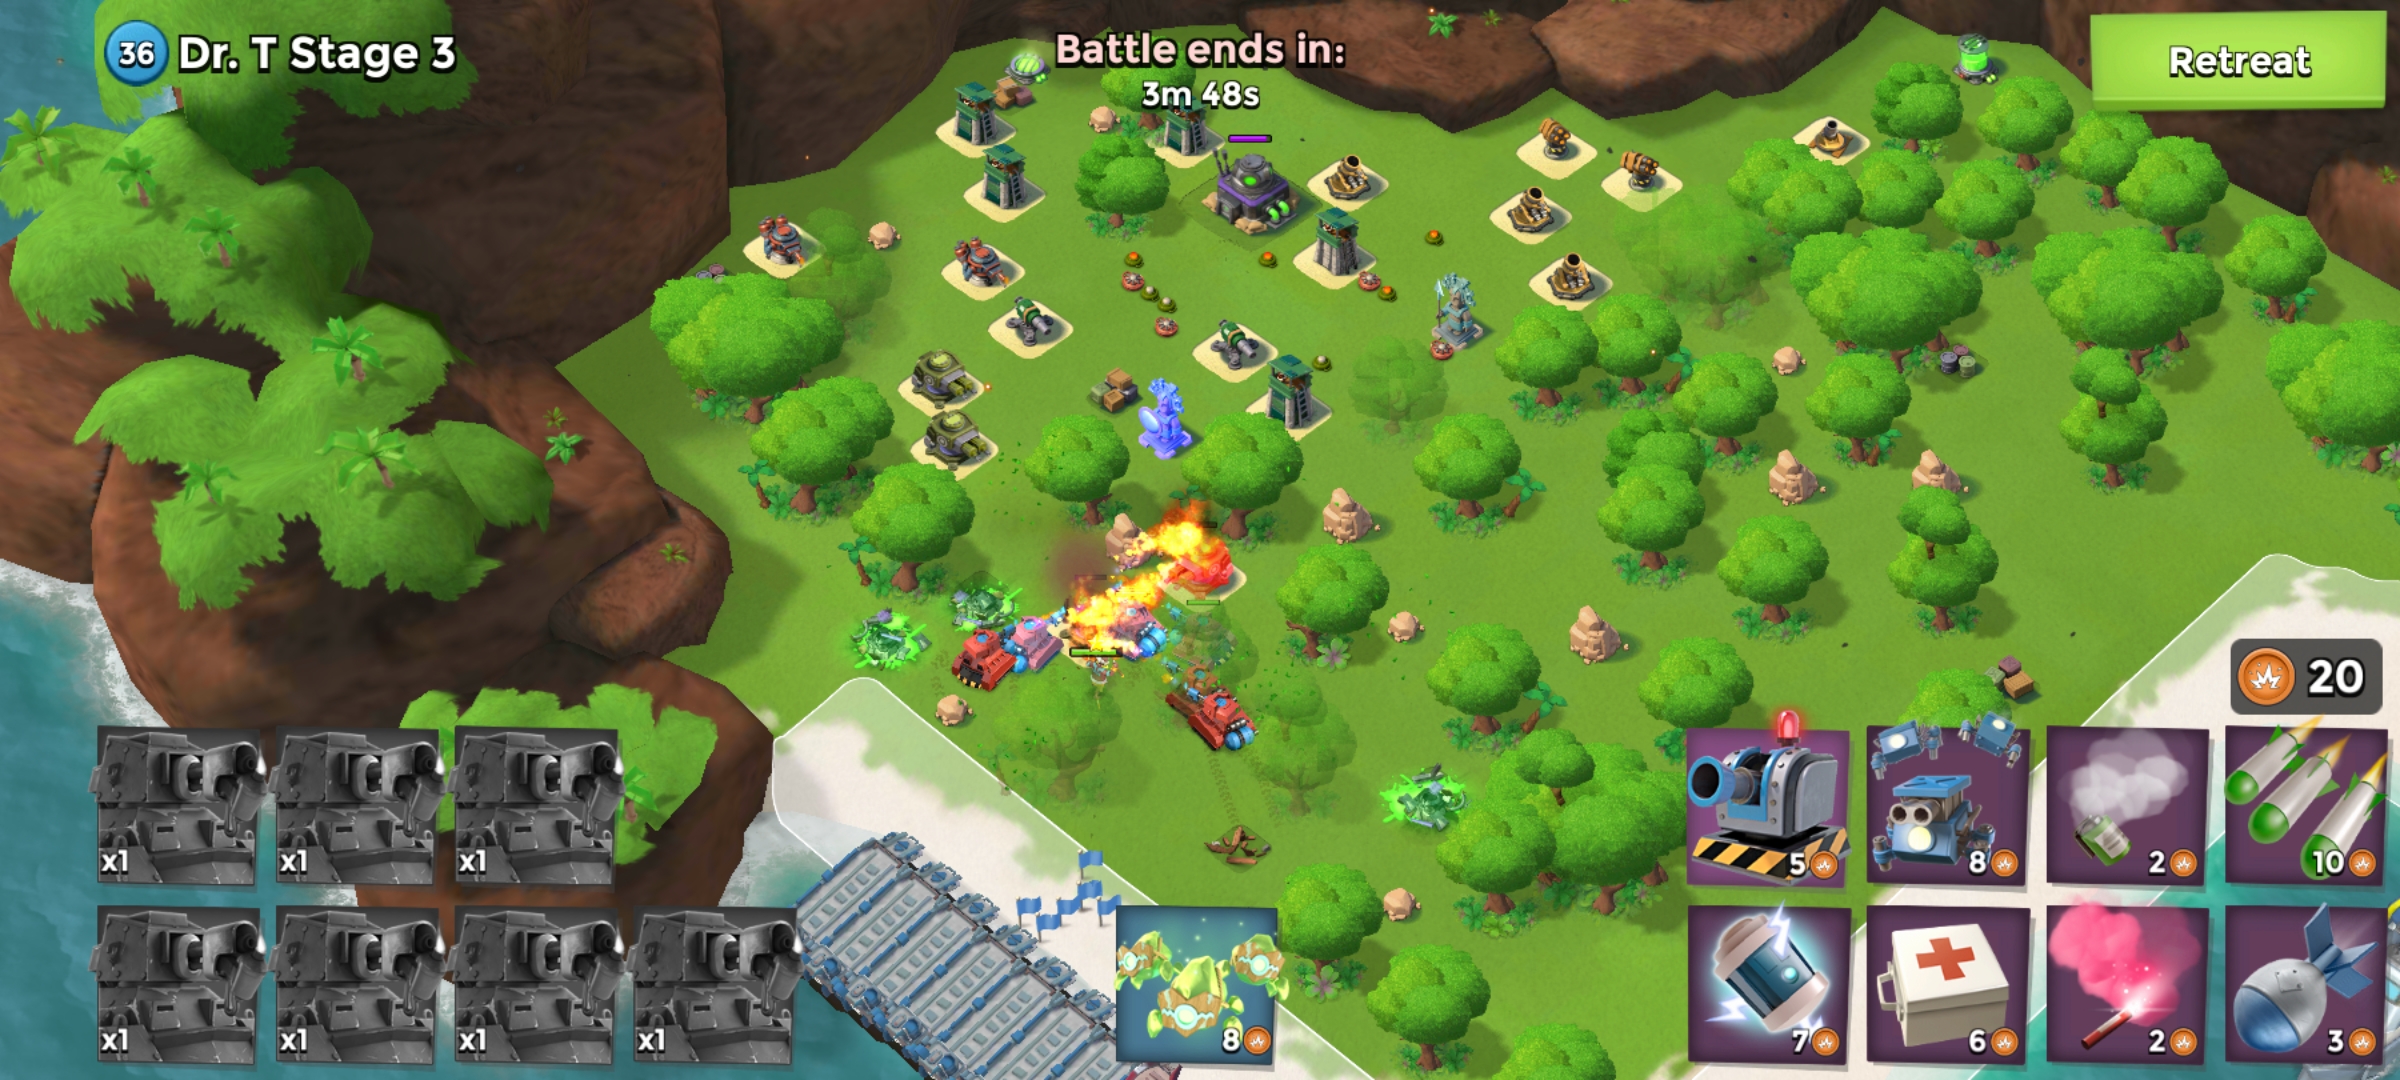 36 Dr. T Stage 3
Battle ends in:
3m 48s
Retreat
20
x1 x1 x1
5 8 2 10
x1 x1 x1 x1
8
7 6 2 3